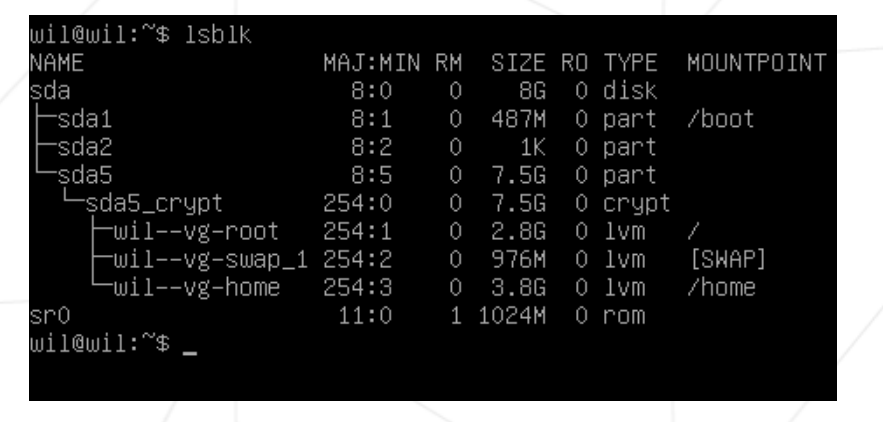 wil@wil:~$ lsblk
NAME                  MAJ:MIN RM  SIZE RO TYPE  MOUNTPOINT
sda                     8:0    0    8G  0 disk
├─sda1                  8:1    0  487M  0 part  /boot
├─sda2                  8:2    0    1K  0 part
└─sda5                  8:5    0  7.5G  0 part
  └─sda5_crypt        254:0    0  7.5G  0 crypt
    ├─wil--vg-root    254:1    0  2.8G  0 lvm   /
    ├─wil--vg-swap_1  254:2    0  976M  0 lvm   [SWAP]
    └─wil--vg-home    254:3    0  3.8G  0 lvm   /home
sr0                    11:0    1 1024M  0 rom
wil@wil:~$ _